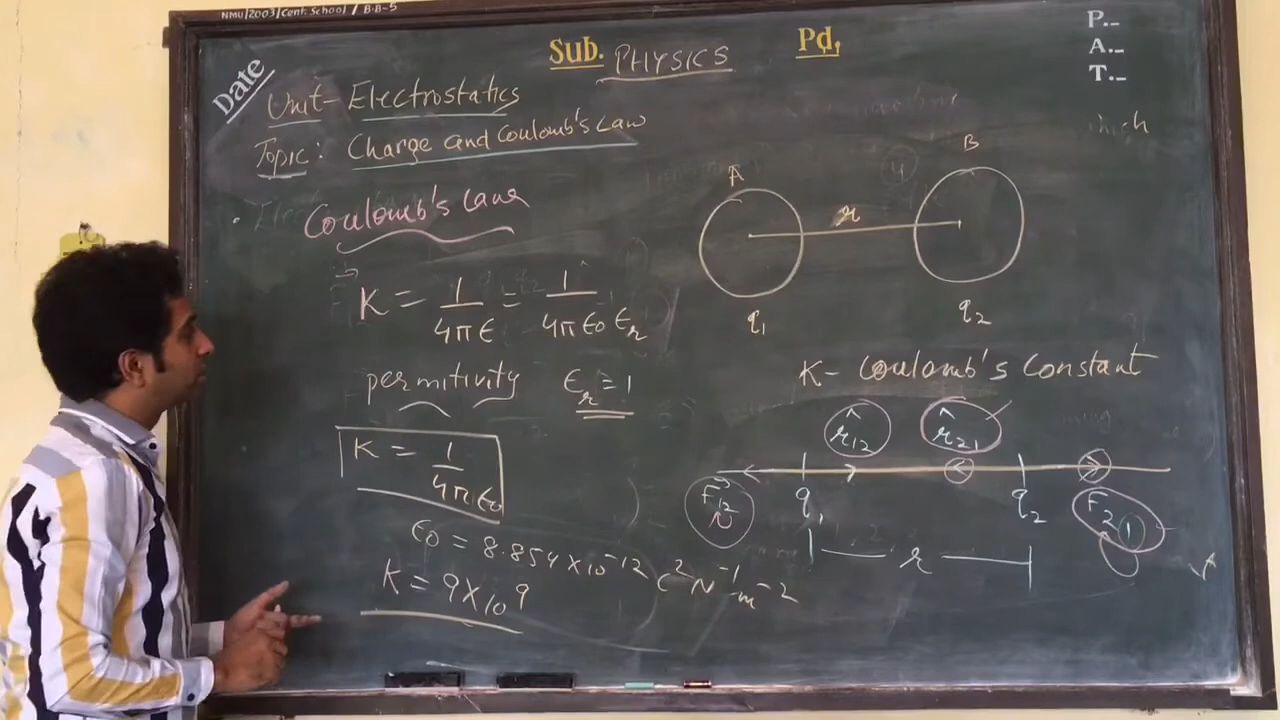 NMU/2003/Cent. School / B.B-5
Date
Sub. PHYSICS
Pd,
P.-
A.-
T.-
Unit- Electrostatics
Topic: Charge and Coulomb's Law
Coulomb's Law
K = 1/4πϵ = 1/4πϵ0 ϵr
permitivity ϵr = 1
K = 1/4πϵ0
ϵ0 = 8.854 X 10^-12 C^2 N^-1 m^-2
K = 9 X 10^9
A
B
r
q1
q2
K- Coulomb's Constant
r̂12
r̂21
F12
q1
q2
F21
r